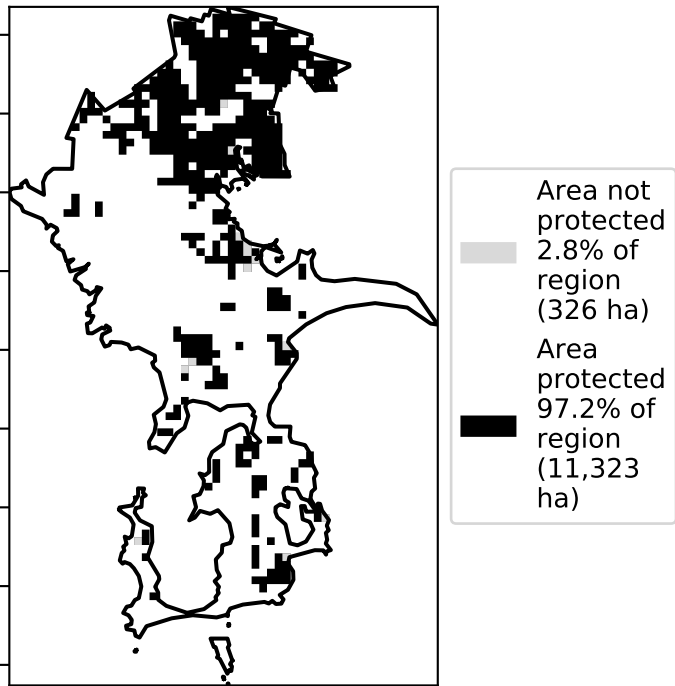 Area not
protected
2.8% of
region
(326 ha)
Area
protected
97.2% of
region
(11,323
ha)